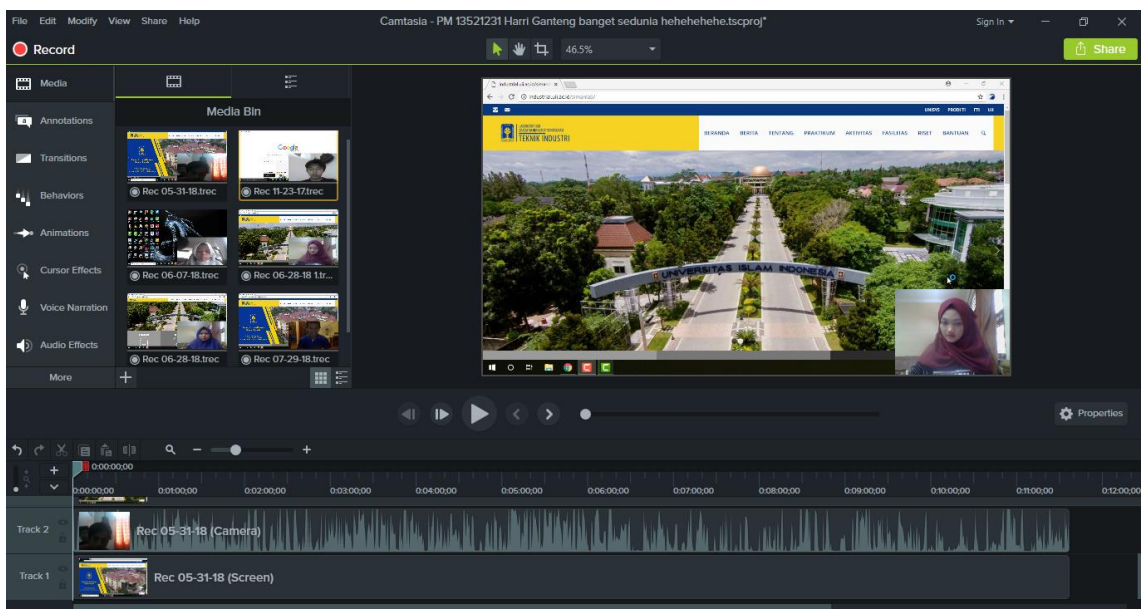 File Edit Modify View Share Help
Camtasia - PM 13521231 Harri Ganteng banget sedunia hehehehehe.tscproj*
Sign In
Record
46.5%
Share
Media
Annotations
Transitions
Behaviors
Animations
Cursor Effects
Voice Narration
Audio Effects
More
Media Bin
Rec 05-31-18.trec
Google
Rec 11-23-17.trec
Rec 06-07-18.trec
Rec 06-28-18 1.tr...
Rec 06-28-18.trec
Rec 07-29-18.trec
TEKNIK INDUSTRI
BERANDA BERITA TENTANG PRAKTIKUM AKTIVITAS FASILITAS RISET BANTUAN
UNIVERSITAS ISLAM INDONESIA
Properties
0:00:00;00
0:00:00;00 0:01:00;00 0:02:00;00 0:03:00;00 0:04:00;00 0:05:00;00 0:06:00;00 0:07:00;00 0:08:00;00 0:09:00;00 0:10:00;00 0:11:00;00 0:12:00;00
Track 2
Rec 05-31-18 (Camera)
Track 1
Rec 05-31-18 (Screen)